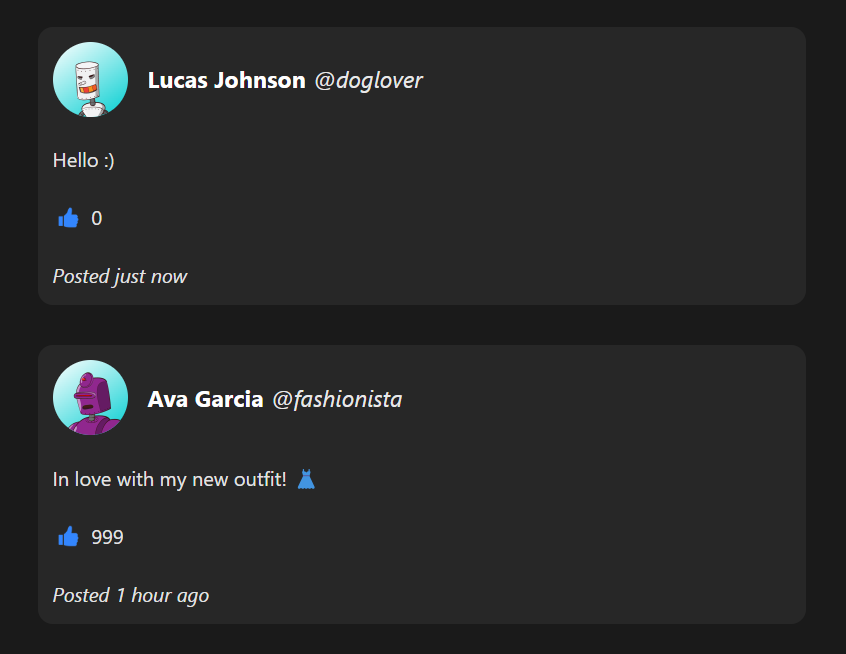 Lucas Johnson @doglover
Hello :)
👍 0
Posted just now
Ava Garcia @fashionista
In love with my new outfit! 👗
👍 999
Posted 1 hour ago